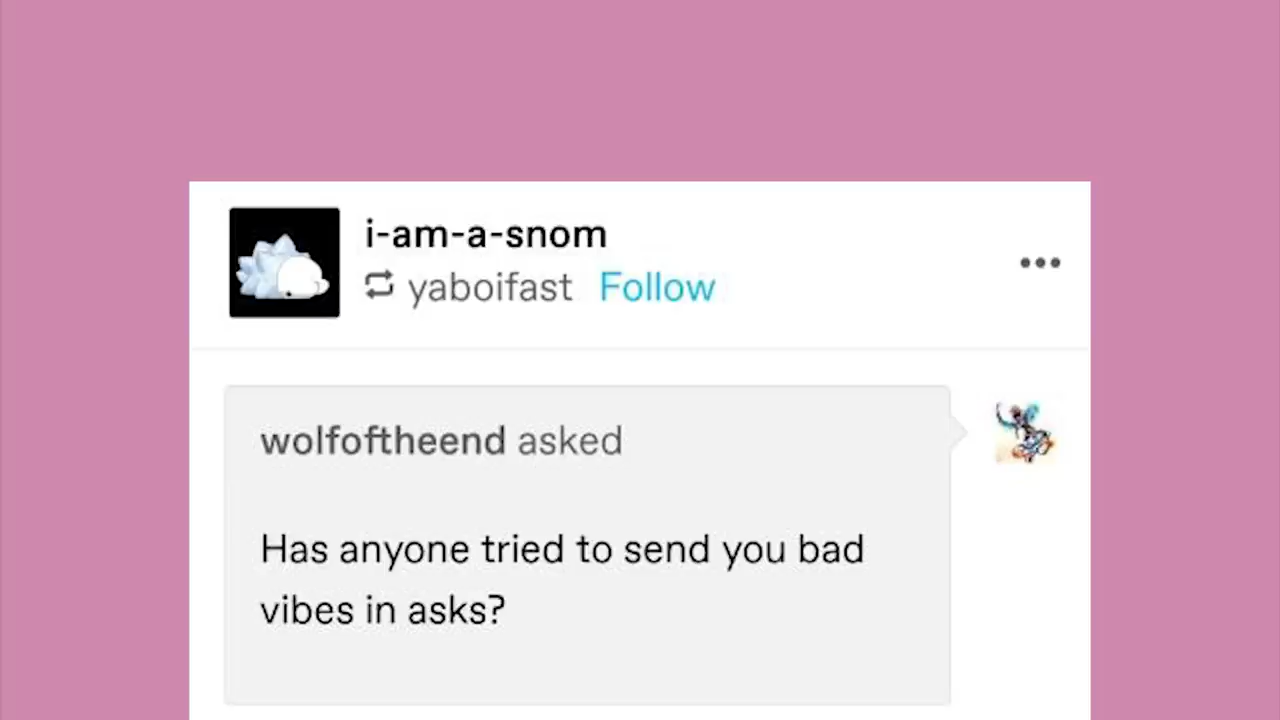 i-am-a-snom
yaboifast Follow
wolfoftheend asked
Has anyone tried to send you bad
vibes in asks?